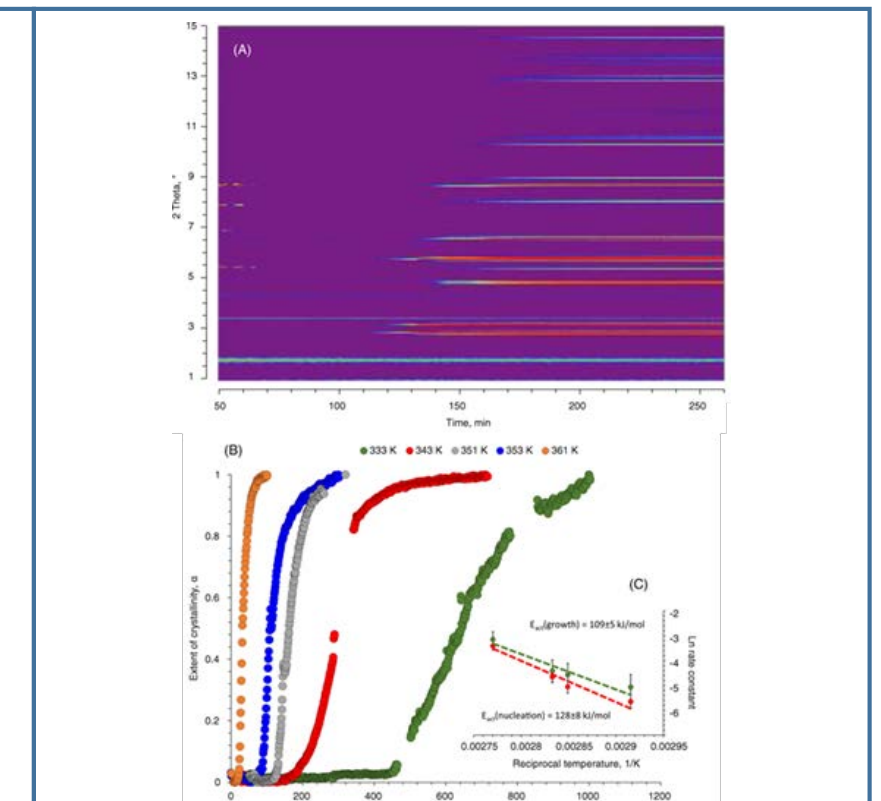 (A)
15
13
11
9
7
5
3
1
2 Theta, °
50 100 150 200 250
Time, min
(B)
333 K 343 K 351 K 353 K 361 K
1
0.8
0.6
0.4
0.2
0
Extent of crystallinity, α
0 200 400 600 800 1000 1200
(C)
Eact(growth) = 109±5 kJ/mol
Eact(nucleation) = 128±8 kJ/mol
-2
-3
-4
-5
-6
Ln rate constant
0.00275 0.0028 0.00285 0.0029 0.00295
Reciprocal temperature, 1/K